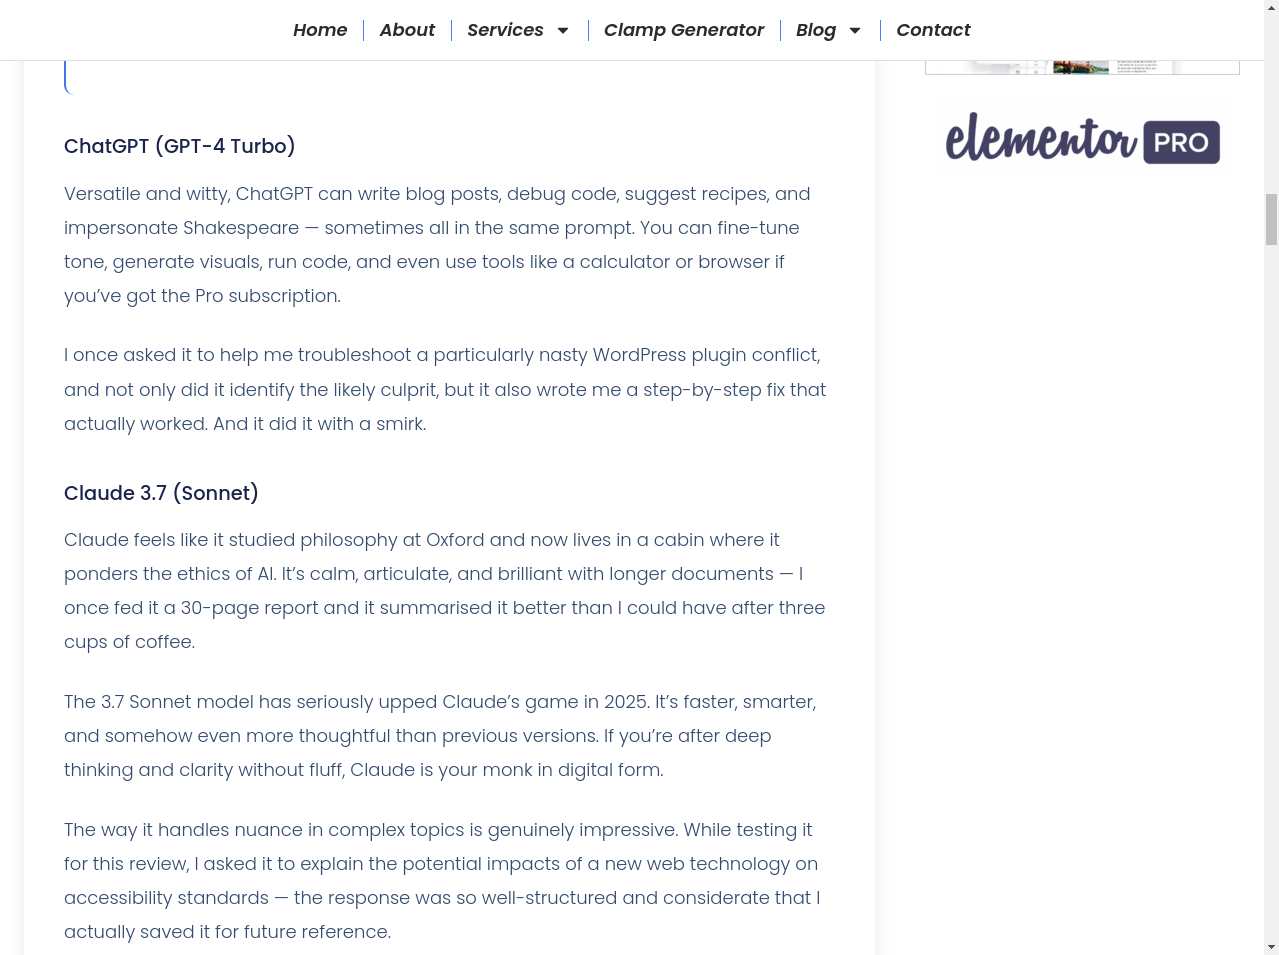 Home
About
Services
Clamp Generator
Blog
Contact
elementor PRO
ChatGPT (GPT-4 Turbo)
Versatile and witty, ChatGPT can write blog posts, debug code, suggest recipes, and
impersonate Shakespeare — sometimes all in the same prompt. You can fine-tune
tone, generate visuals, run code, and even use tools like a calculator or browser if
you’ve got the Pro subscription.
I once asked it to help me troubleshoot a particularly nasty WordPress plugin conflict,
and not only did it identify the likely culprit, but it also wrote me a step-by-step fix that
actually worked. And it did it with a smirk.
Claude 3.7 (Sonnet)
Claude feels like it studied philosophy at Oxford and now lives in a cabin where it
ponders the ethics of AI. It’s calm, articulate, and brilliant with longer documents — I
once fed it a 30-page report and it summarised it better than I could have after three
cups of coffee.
The 3.7 Sonnet model has seriously upped Claude’s game in 2025. It’s faster, smarter,
and somehow even more thoughtful than previous versions. If you’re after deep
thinking and clarity without fluff, Claude is your monk in digital form.
The way it handles nuance in complex topics is genuinely impressive. While testing it
for this review, I asked it to explain the potential impacts of a new web technology on
accessibility standards — the response was so well-structured and considerate that I
actually saved it for future reference.